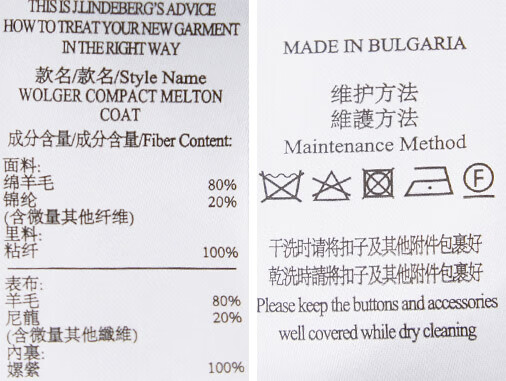 THIS IS J.LINDEBERG'S ADVICE
HOW TO TREAT YOUR NEW GARMENT
IN THE RIGHT WAY
款名/款名/Style Name
WOLGER COMPACT MELTON
COAT
成分含量/成分含量/Fiber Content:
面料:
绵羊毛 80%
锦纶 20%
(含微量其他纤维)
里料:
粘纤 100%
表布:
羊毛 80%
尼龍 20%
(含微量其他纖維)
內裏:
嫘縈 100%
MADE IN BULGARIA
维护方法
維護方法
Maintenance Method
F
干洗时请将扣子及其他附件包裹好
乾洗時請將扣子及其他附件包裹好
Please keep the buttons and accessories
well covered while dry cleaning